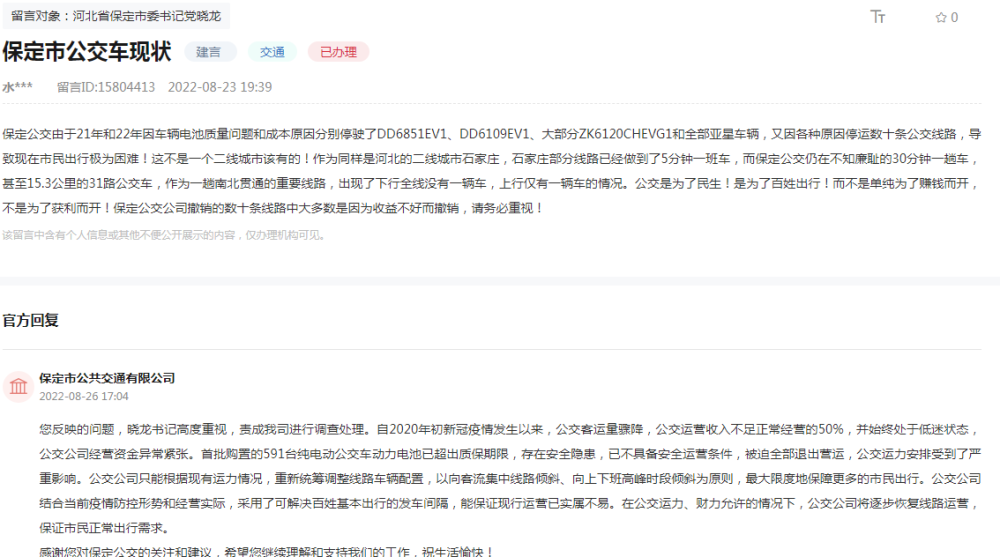 留言对象：河北省保定市委书记党晓龙
0
保定市公交车现状 建言 交通 已办理
水*** 留言ID:15804413 2022-08-23 19:39
保定公交由于21年和22年因车辆电池质量问题和成本原因分别停驶了DD6851EV1、DD6109EV1、大部分ZK6120CHEVG1和全部亚星车辆，又因各种原因停运数十条公交线路，导
致现在市民出行极为困难！这不是一个二线城市该有的！作为同样是河北的二线城市石家庄，石家庄部分线路已经做到了5分钟一班车，而保定公交仍在不知廉耻的30分钟一趟车，
甚至15.3公里的31路公交车，作为一趟南北贯通的重要线路，出现了下行全线没有一辆车，上行仅有一辆车的情况。公交是为了民生！是为了百姓出行！而不是单纯为了赚钱而开，
不是为了获利而开！保定公交公司撤销的数十条线路中大多数是因为收益不好而撤销，请务必重视！
该留言中含有个人信息或其他不便公开展示的内容，仅办理机构可见。
官方回复
保定市公共交通有限公司
2022-08-26 17:04
您反映的问题，晓龙书记高度重视，责成我司进行调查处理。自2020年初新冠疫情发生以来，公交客运量骤降，公交运营收入不足正常经营的50%，并始终处于低迷状态，
公交公司经营资金异常紧张。首批购置的591台纯电动公交车动力电池已超出质保期限，存在安全隐患，已不具备安全运营条件，被迫全部退出营运，公交运力安排受到了严
重影响。公交公司只能根据现有运力情况，重新统筹调整线路车辆配置，以向客流集中线路倾斜、向上下班高峰时段倾斜为原则，最大限度地保障更多的市民出行。公交公司
结合当前疫情防控形势和经营实际，采用了可解决百姓基本出行的发车间隔，能保证现行运营已实属不易。在公交运力、财力允许的情况下，公交公司将逐步恢复线路运营，
保证市民正常出行需求。
感谢您对保定公交的关注和建议，希望您继续理解和支持我们的工作，祝生活愉快！